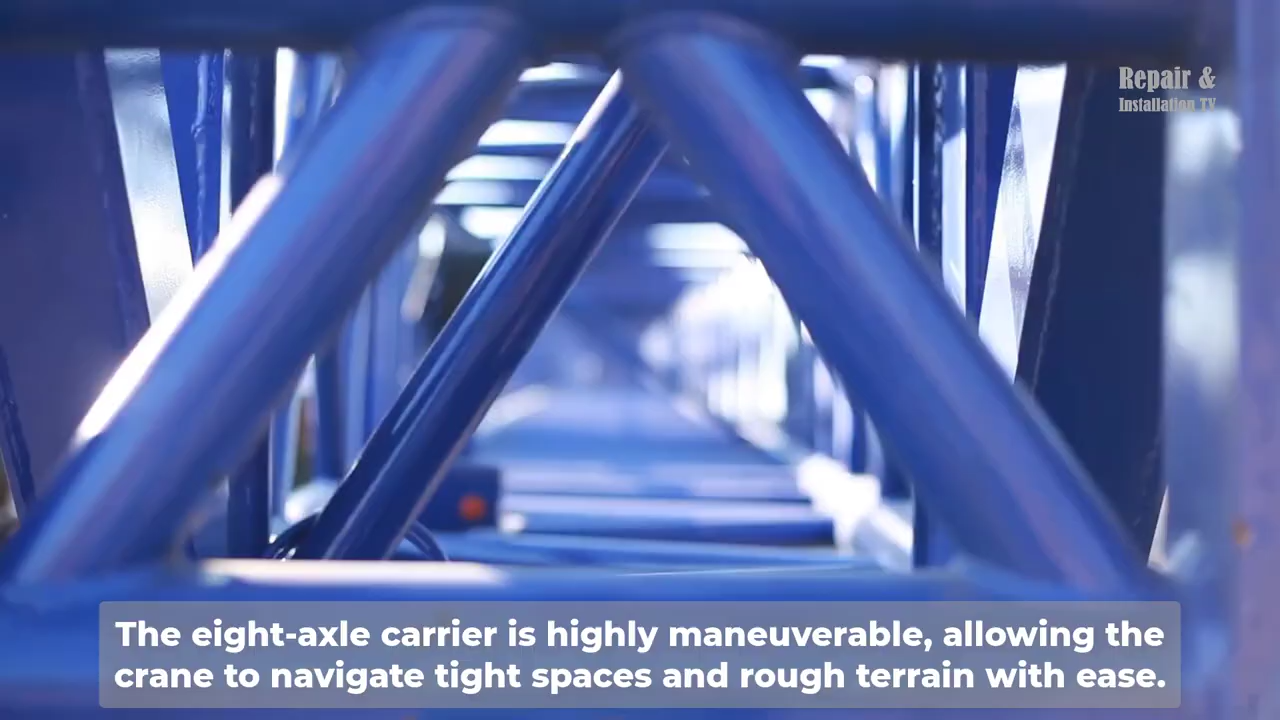 Repair &
Installation TV
The eight-axle carrier is highly maneuverable, allowing the
crane to navigate tight spaces and rough terrain with ease.